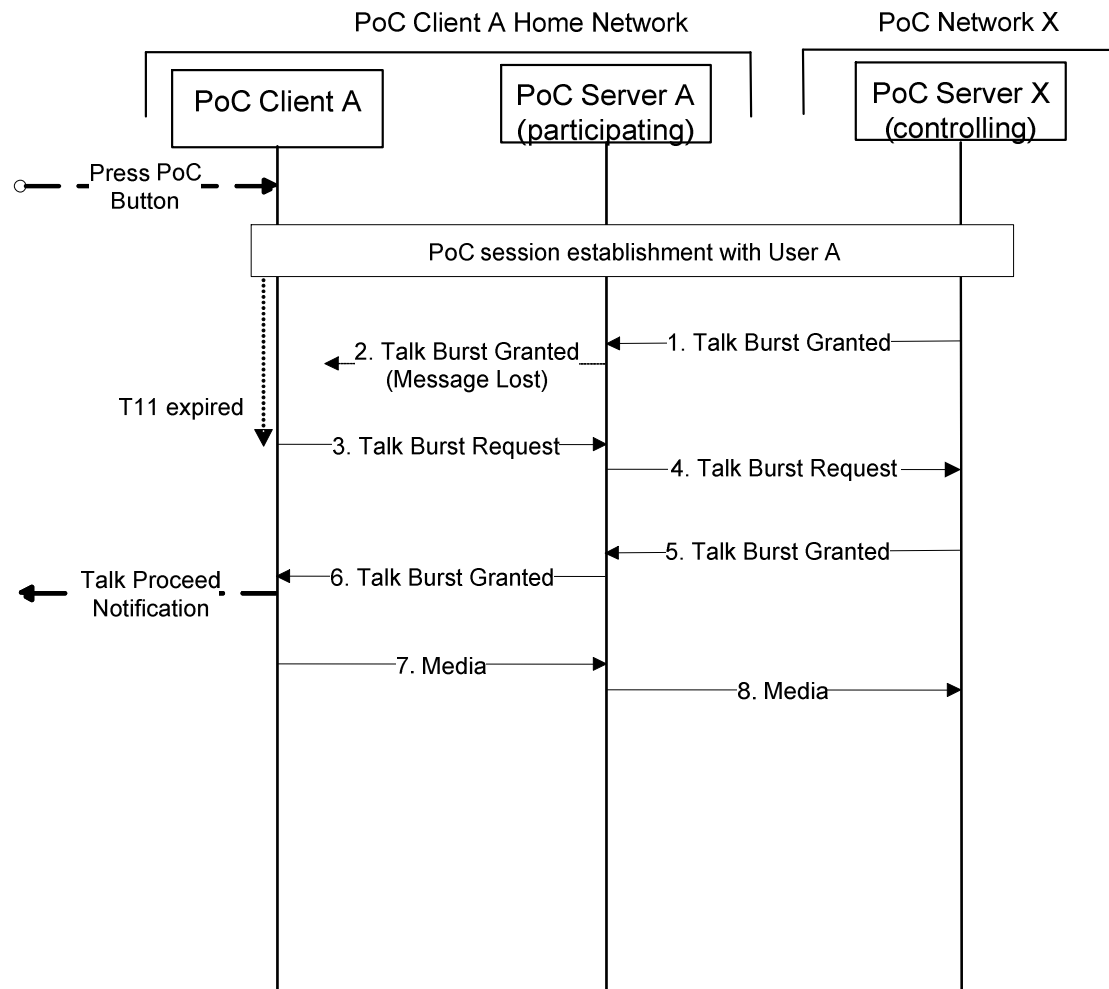 PoC Client A Home Network
PoC Network X
PoC Client A
PoC Server A
(participating)
PoC Server X
(controlling)
Press PoC
Button
PoC session establishment with User A
1. Talk Burst Granted
2. Talk Burst Granted
(Message Lost)
T11 expired
3. Talk Burst Request
4. Talk Burst Request
5. Talk Burst Granted
6. Talk Burst Granted
Talk Proceed
Notification
7. Media
8. Media